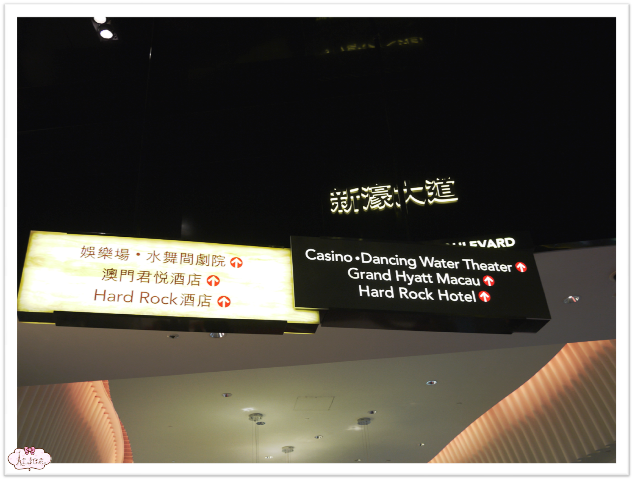 新濠大道
BOULEVARD
娛樂場・水舞間劇院
澳門君悅酒店
Hard Rock酒店
Casino•Dancing Water Theater
Grand Hyatt Macau
Hard Rock Hotel